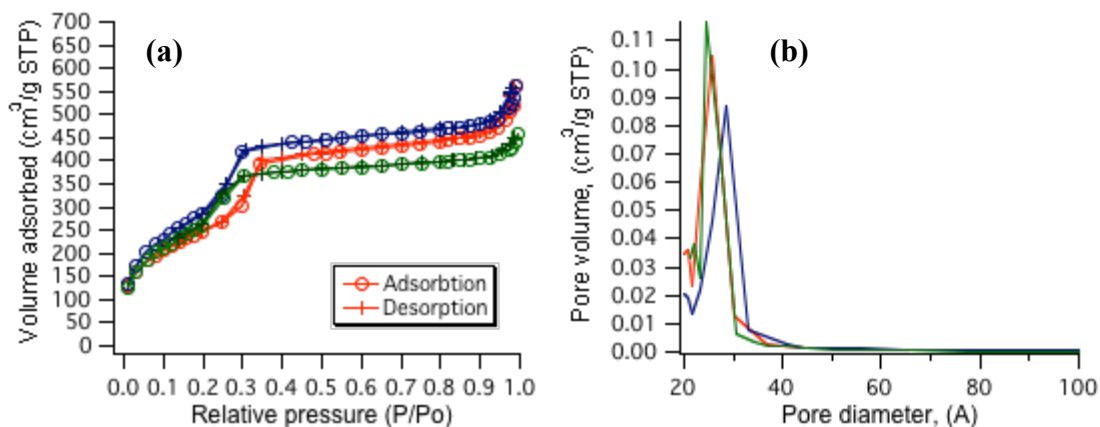 (a)
Volume adsorbed (cm³/g STP)
700
650
600
550
500
450
400
350
300
250
200
150
100
50
0
Adsorbtion
Desorption
0.0 0.1 0.2 0.3 0.4 0.5 0.6 0.7 0.8 0.9 1.0
Relative pressure (P/Po)
(b)
Pore volume, (cm³/g STP)
0.11
0.10
0.09
0.08
0.07
0.06
0.05
0.04
0.03
0.02
0.01
0.00
20 40 60 80 100
Pore diameter, (A)